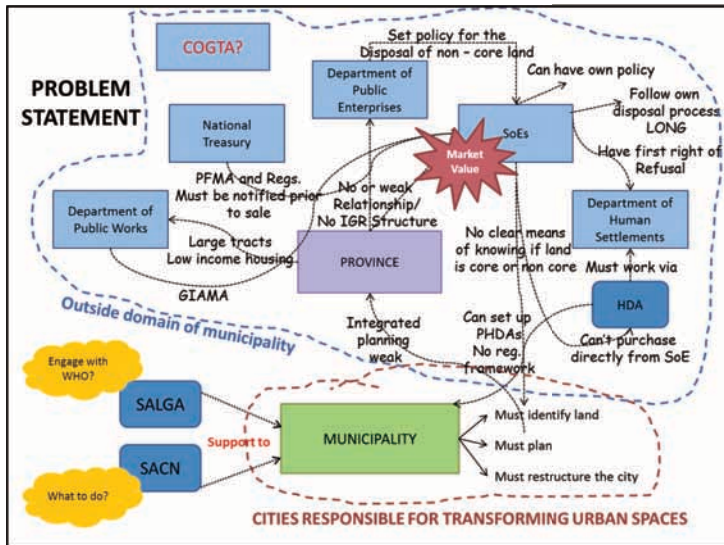 COGTA?
PROBLEM
STATEMENT
Set policy for the
Disposal of non – core land
Department of
Public
Enterprises
Can have own policy
Follow own
disposal process
LONG
National
Treasury
SoEs
Market
Value
Have first right of
Refusal
PFMA and Regs.
Must be notified prior
to sale
No or weak
Relationship/
No IGR Structure
Department of
Public Works
Department of
Human
Settlements
Large tracts
Low income housing
No clear means
of knowing if land
is core or non core
PROVINCE
Must work via
GIAMA
HDA
Outside domain of municipality
Integrated
planning
weak
Can set up
PHDAs
No reg.
framework
Can't purchase
directly from SoE
Engage with
WHO?
SALGA
Support to
MUNICIPALITY
Must identify land
Must plan
Must restructure the city
SACN
What to do?
CITIES RESPONSIBLE FOR TRANSFORMING URBAN SPACES